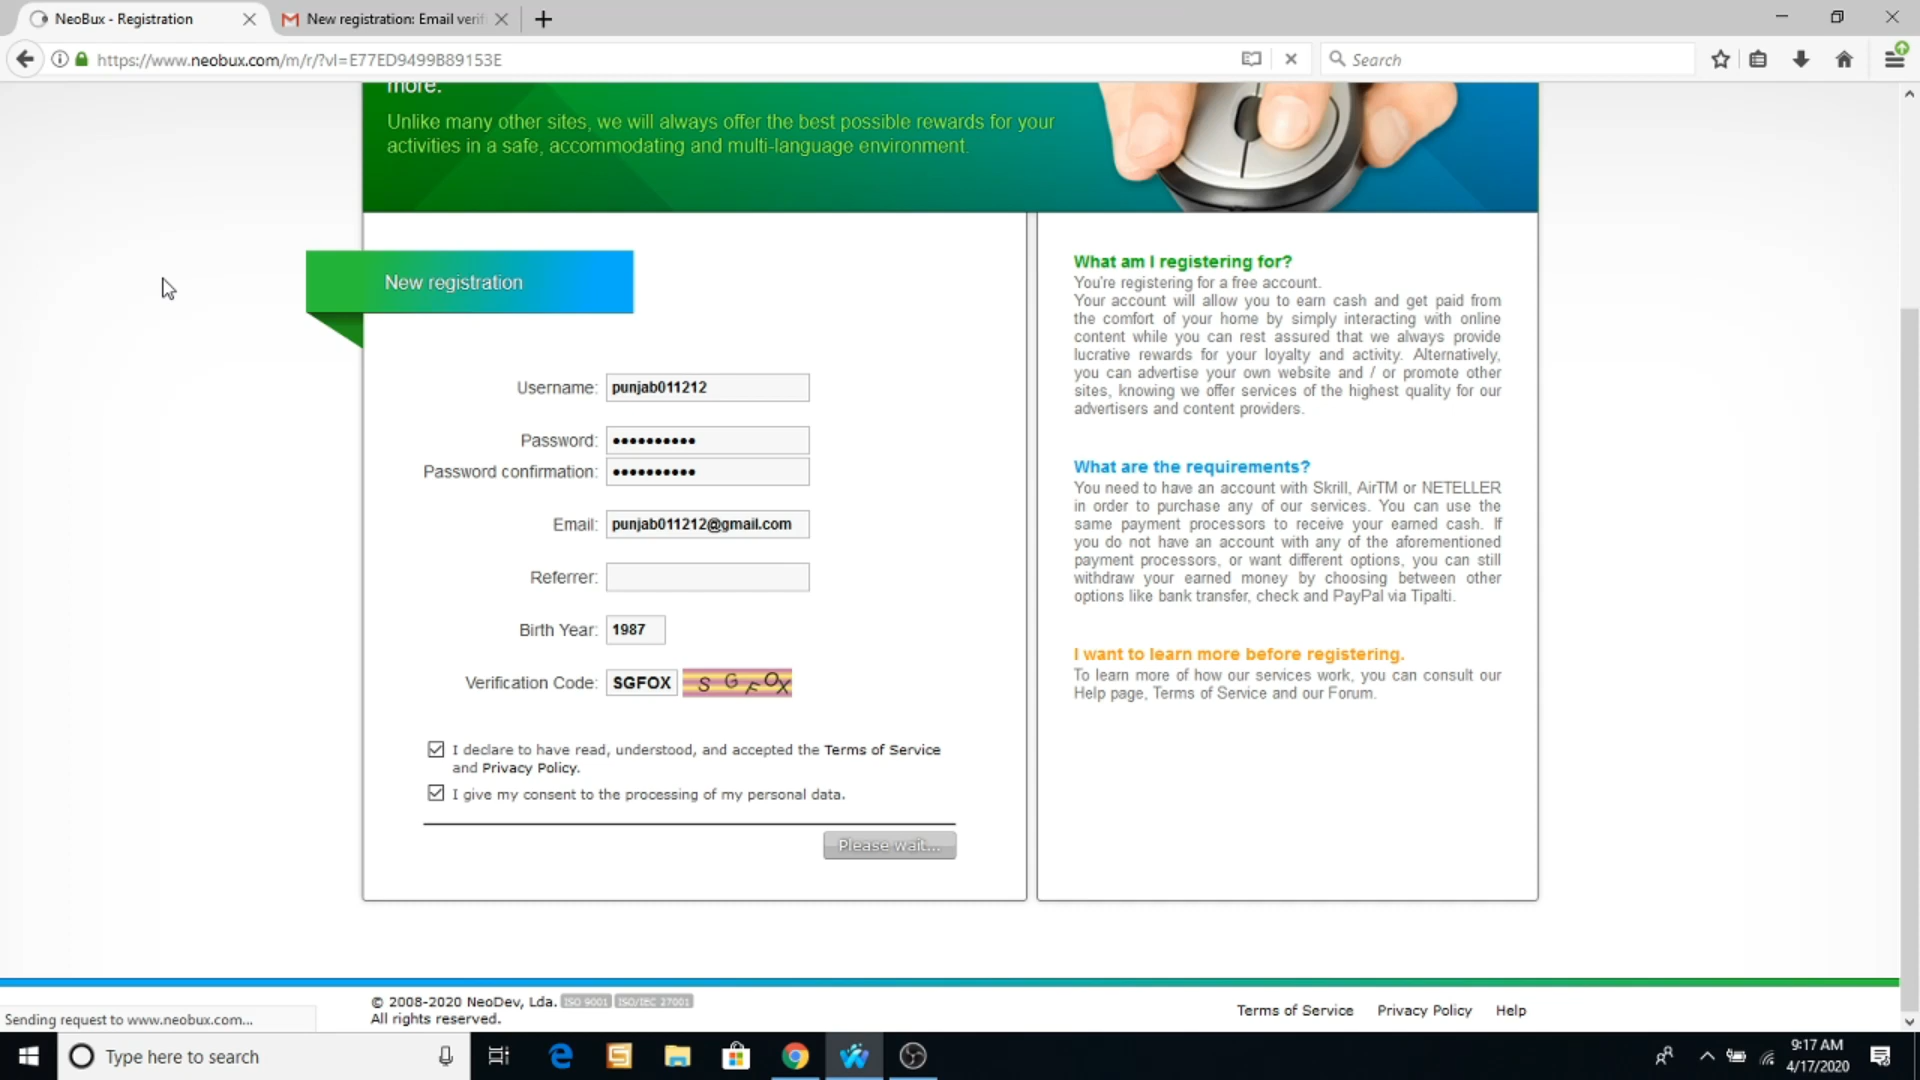 NeoBux - Registration
New registration: Email verif
https://www.neobux.com/m/r/?vl=E77ED9499B89153E
Search
more.
Unlike many other sites, we will always offer the best possible rewards for your
activities in a safe, accommodating and multi-language environment.
New registration
Username: punjab011212
Password: ••••••••••
Password confirmation: ••••••••••
Email: punjab011212@gmail.com
Referrer:
Birth Year: 1987
Verification Code: SGFOX SGFOX
I declare to have read, understood, and accepted the Terms of Service
and Privacy Policy.
I give my consent to the processing of my personal data.
Please wait...
What am I registering for?
You're registering for a free account.
Your account will allow you to earn cash and get paid from
the comfort of your home by simply interacting with online
content while you can rest assured that we always provide
lucrative rewards for your loyalty and activity. Alternatively,
you can advertise your own website and / or promote other
sites, knowing we offer services of the highest quality for our
advertisers and content providers.
What are the requirements?
You need to have an account with Skrill, AirTM or NETELLER
in order to purchase any of our services. You can use the
same payment processors to receive your earned cash. If
you do not have an account with any of the aforementioned
payment processors, or want different options, you can still
withdraw your earned money by choosing between other
options like bank transfer, check and PayPal via Tipalti.
I want to learn more before registering.
To learn more of how our services work, you can consult our
Help page, Terms of Service and our Forum.
© 2008-2020 NeoDev, Lda. ISO 9001 ISO/IEC 27001
All rights reserved.
Terms of Service Privacy Policy Help
Sending request to www.neobux.com...
Type here to search
9:17 AM
4/17/2020